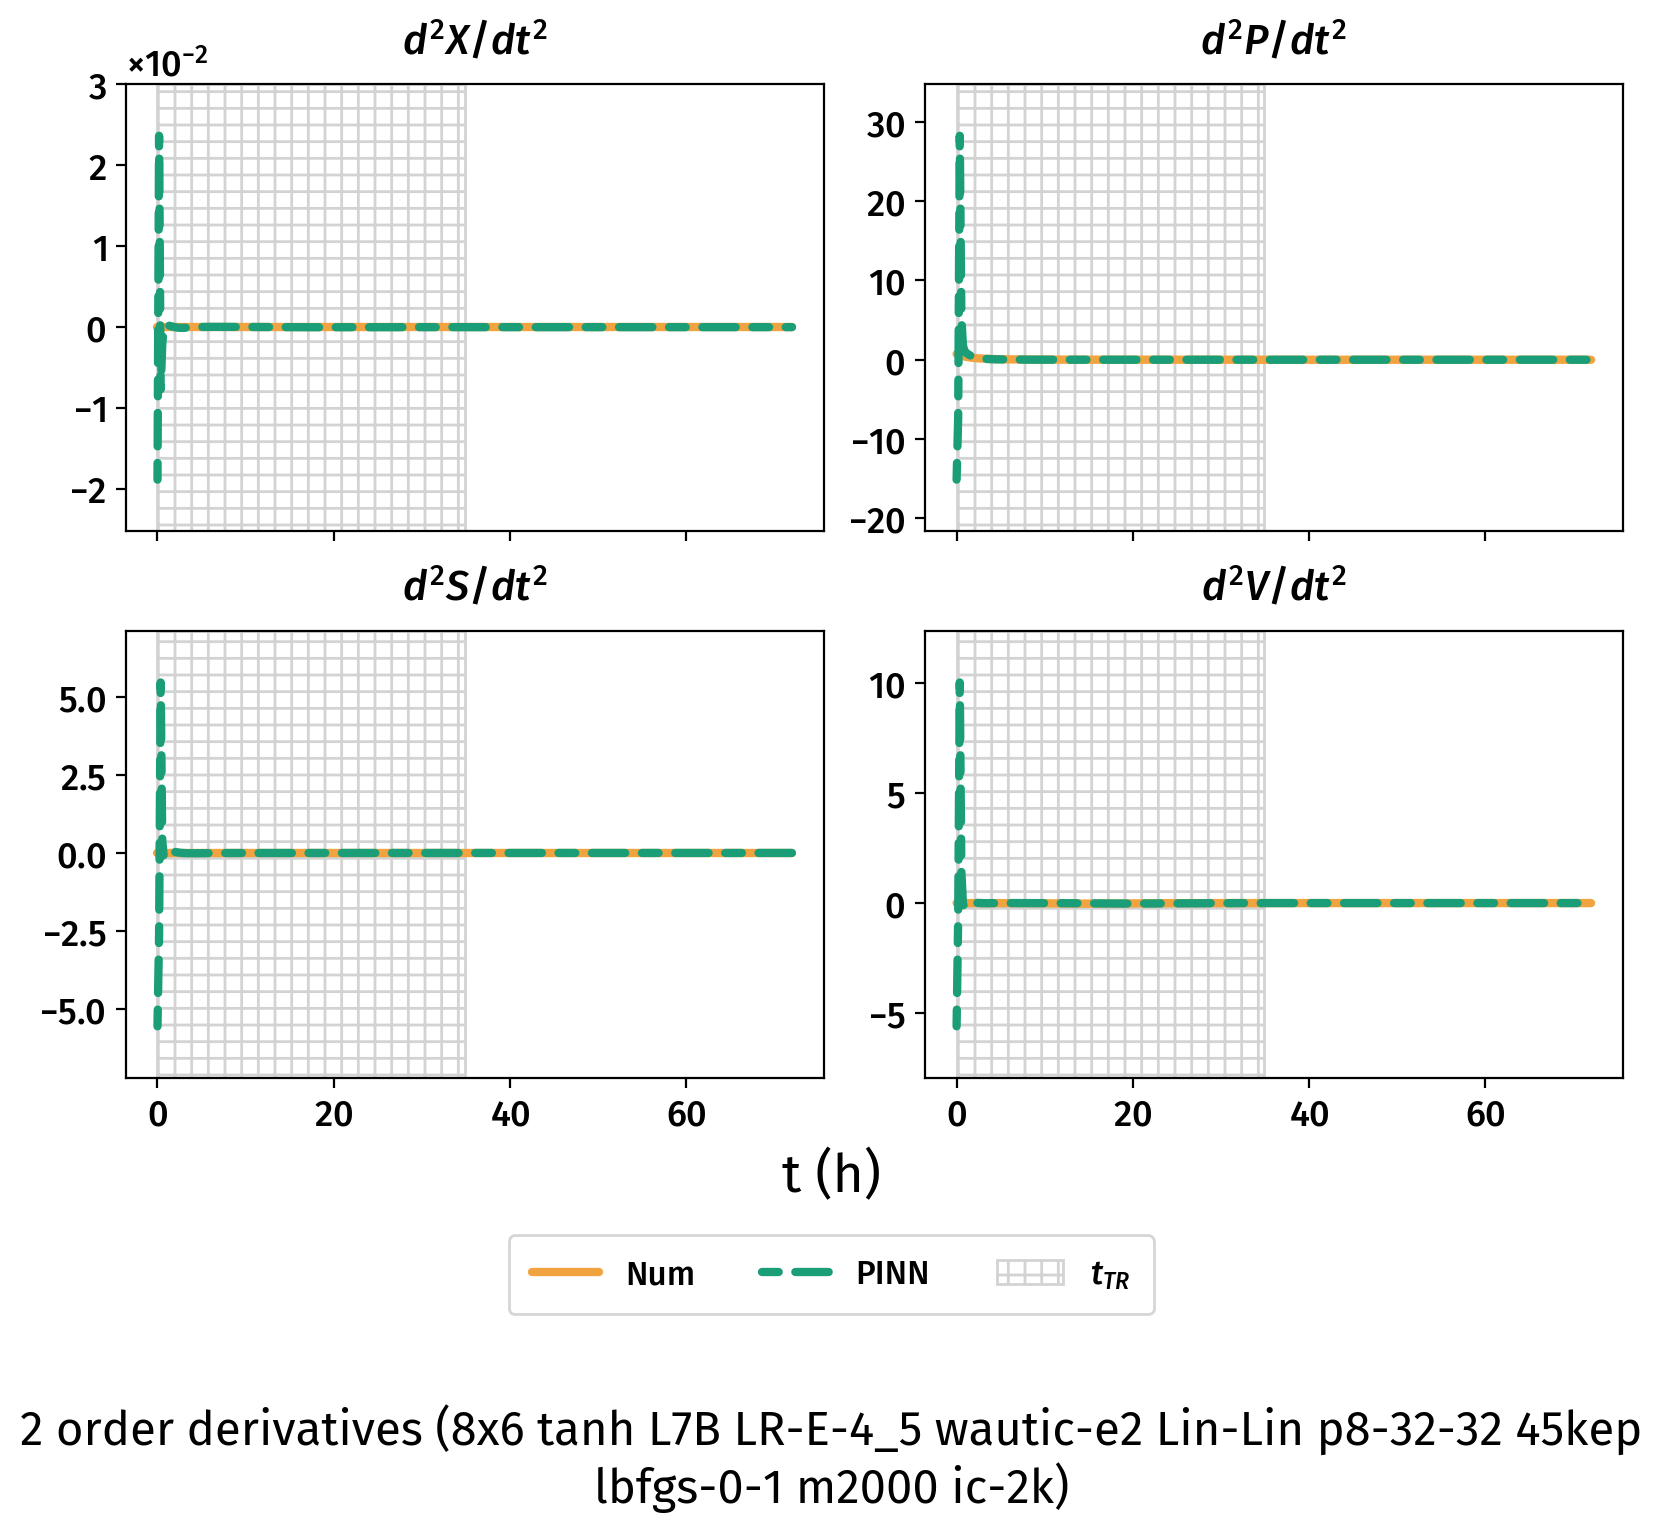 d²X/dt²
×10⁻²
3
2
1
0
−1
−2
d²P/dt²
30
20
10
0
−10
−20
d²S/dt²
5.0
2.5
0.0
−2.5
−5.0
0 20 40 60
d²V/dt²
10
5
0
−5
0 20 40 60
t (h)
Num PINN t_TR
2 order derivatives (8x6 tanh L7B LR-E-4_5 wautic-e2 Lin-Lin p8-32-32 45kep
lbfgs-0-1 m2000 ic-2k)